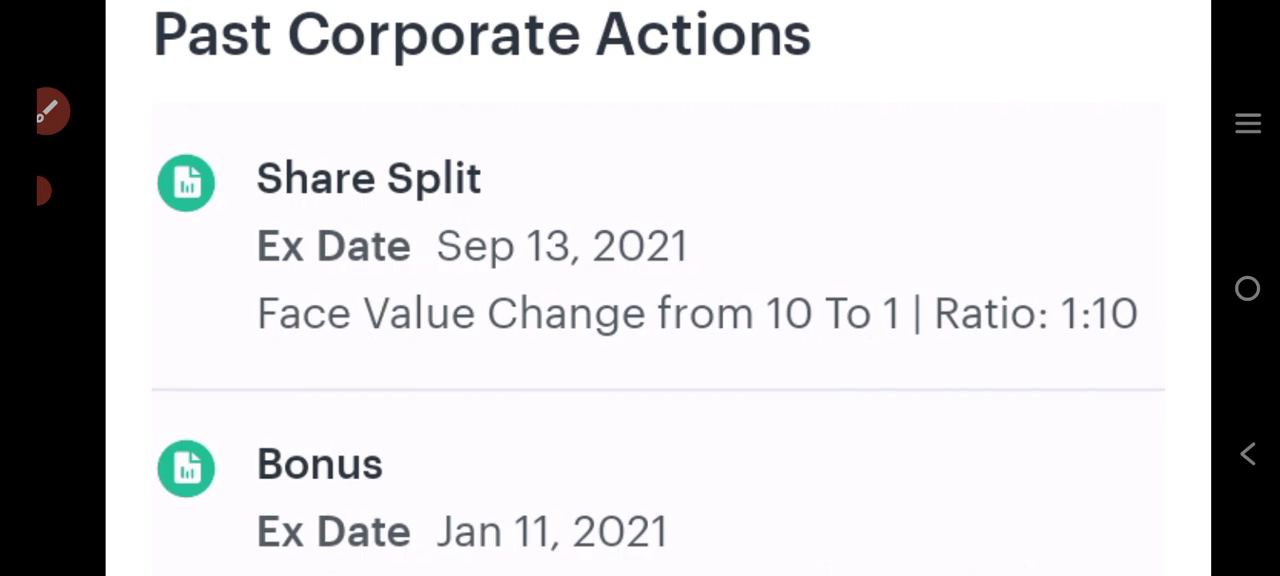 Past Corporate Actions
Share Split
Ex Date Sep 13, 2021
Face Value Change from 10 To 1 | Ratio: 1:10
Bonus
Ex Date Jan 11, 2021